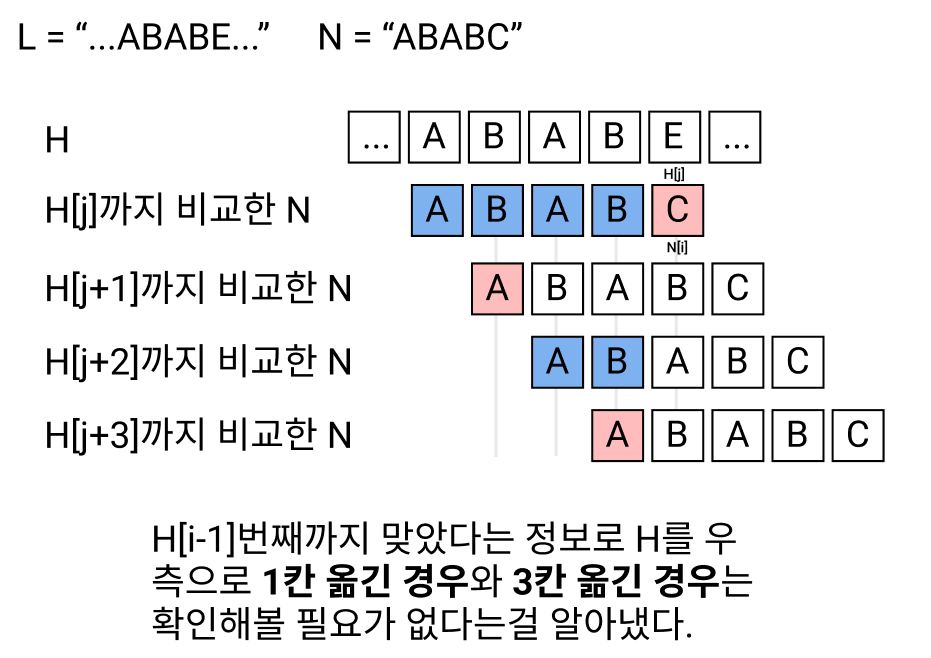 L = “...ABABE...” N = “ABABC”
H ... A B A B E ...
H[j]
H[j]까지 비교한 N A B A B C
N[i]
H[j+1]까지 비교한 N A B A B C
H[j+2]까지 비교한 N A B A B C
H[j+3]까지 비교한 N A B A B C
H[i-1]번째까지 맞았다는 정보로 H를 우
측으로 1칸 옮긴 경우와 3칸 옮긴 경우는
확인해볼 필요가 없다는걸 알아냈다.